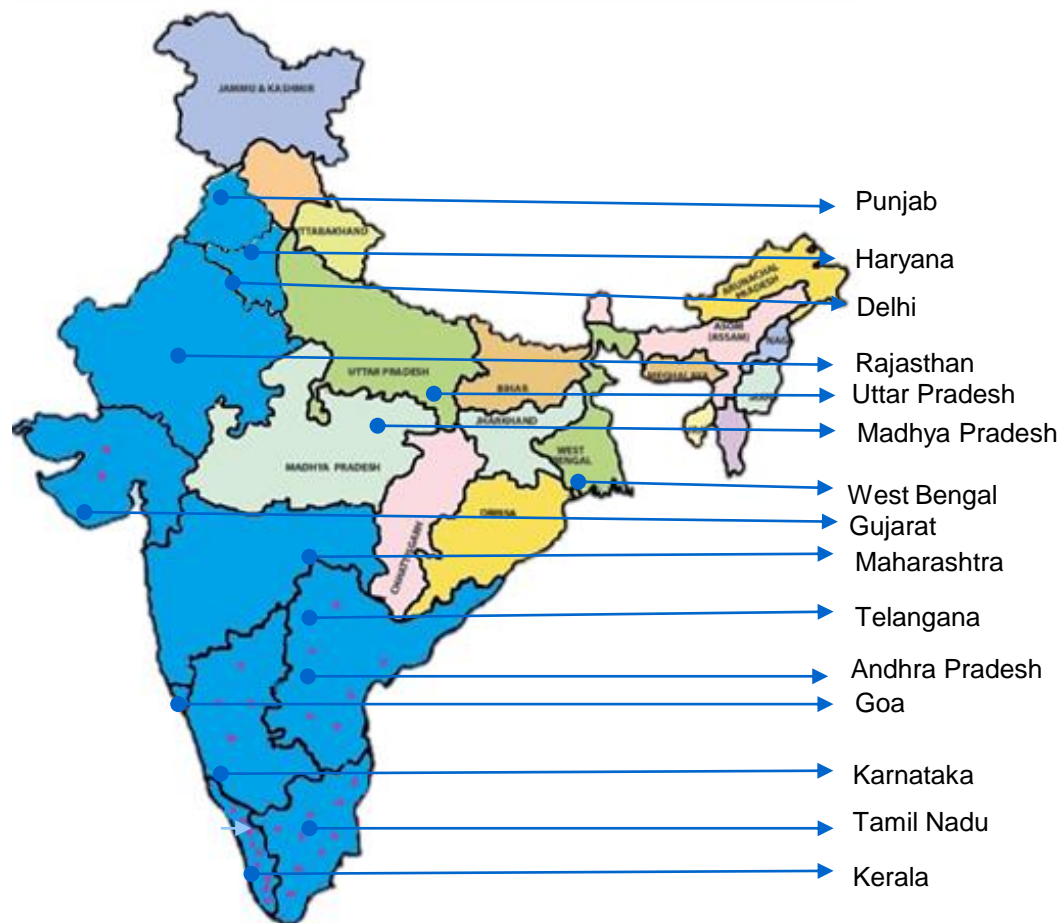 JAMMU & KASHMIR
Punjab
UTTARAKHAND
Haryana
ARUNACHAL
PRADESH
Delhi
ASOM
(ASSAM)
Rajasthan
UTTAR PRADESH
MEGHALAYA
BIHAR
Uttar Pradesh
JHARKHAND
Madhya Pradesh
WEST
BENGAL
MADHYA PRADESH
West Bengal
ORISSA
Gujarat
CHHATTISGARH
Maharashtra
Telangana
Andhra Pradesh
Goa
Karnataka
Tamil Nadu
Kerala